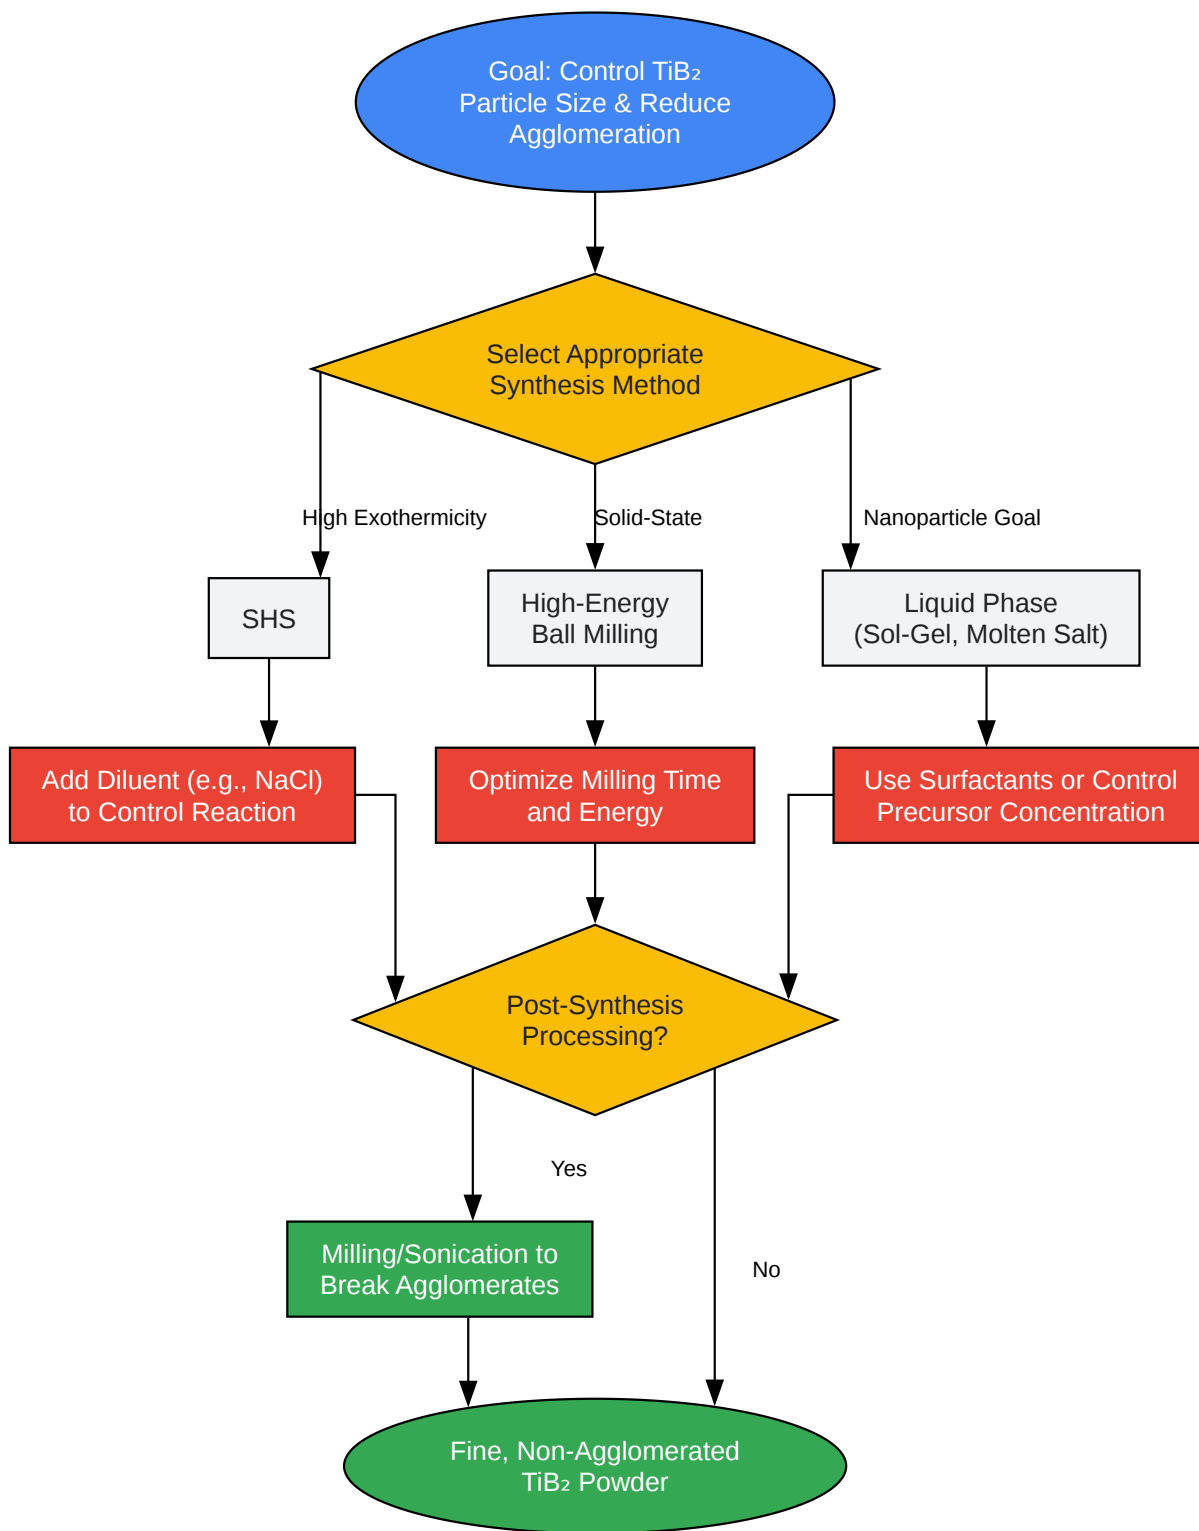 Goal: Control TiB₂
Particle Size & Reduce
Agglomeration
Select Appropriate
Synthesis Method
High Exothermicity
Solid-State
Nanoparticle Goal
SHS
High-Energy
Ball Milling
Liquid Phase
(Sol-Gel, Molten Salt)
Add Diluent (e.g., NaCl)
to Control Reaction
Optimize Milling Time
and Energy
Use Surfactants or Control
Precursor Concentration
Post-Synthesis
Processing?
Yes
Milling/Sonication to
Break Agglomerates
No
Fine, Non-Agglomerated
TiB₂ Powder